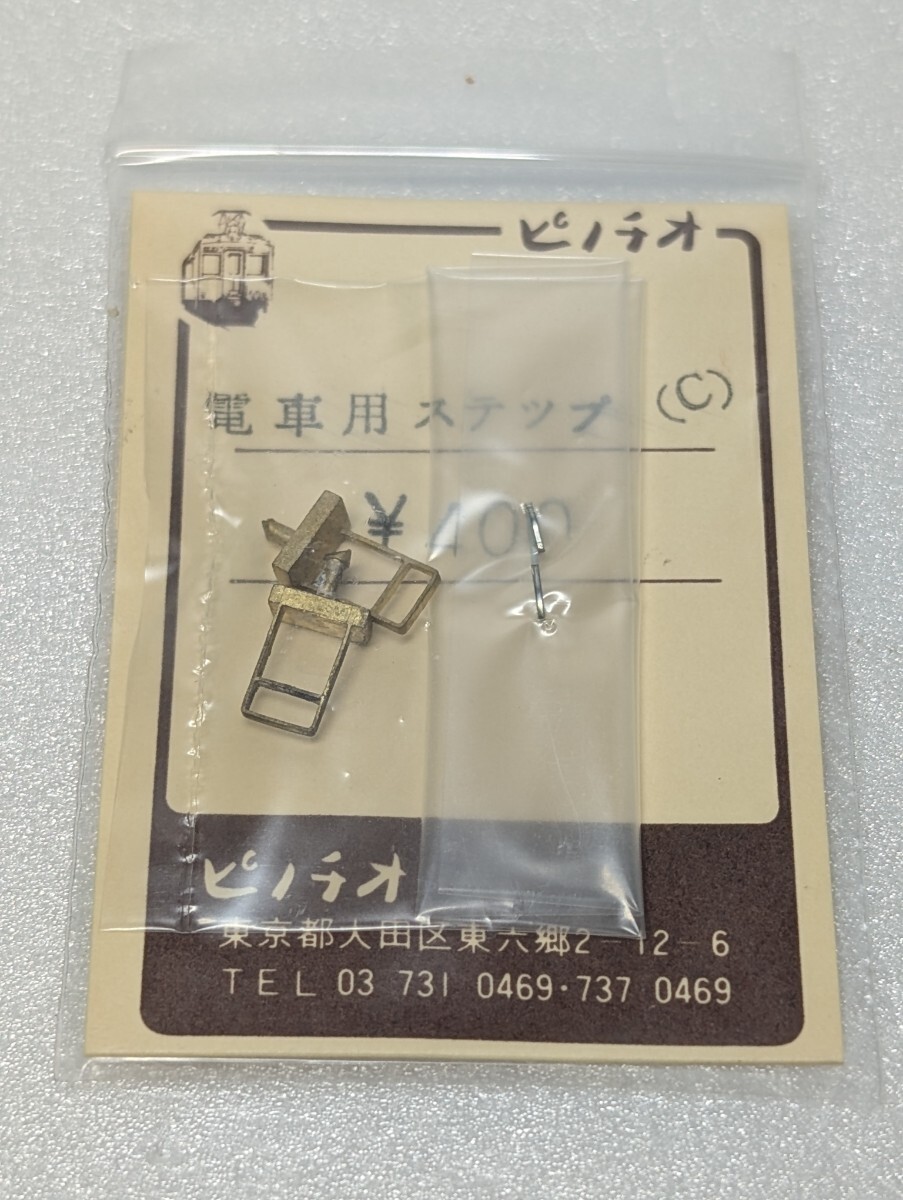 ピノチオ
電車用ステップ (C)
¥400
ピノチオ
東京都大田区東六郷2-12-6
TEL 03 731 0469・737 0469